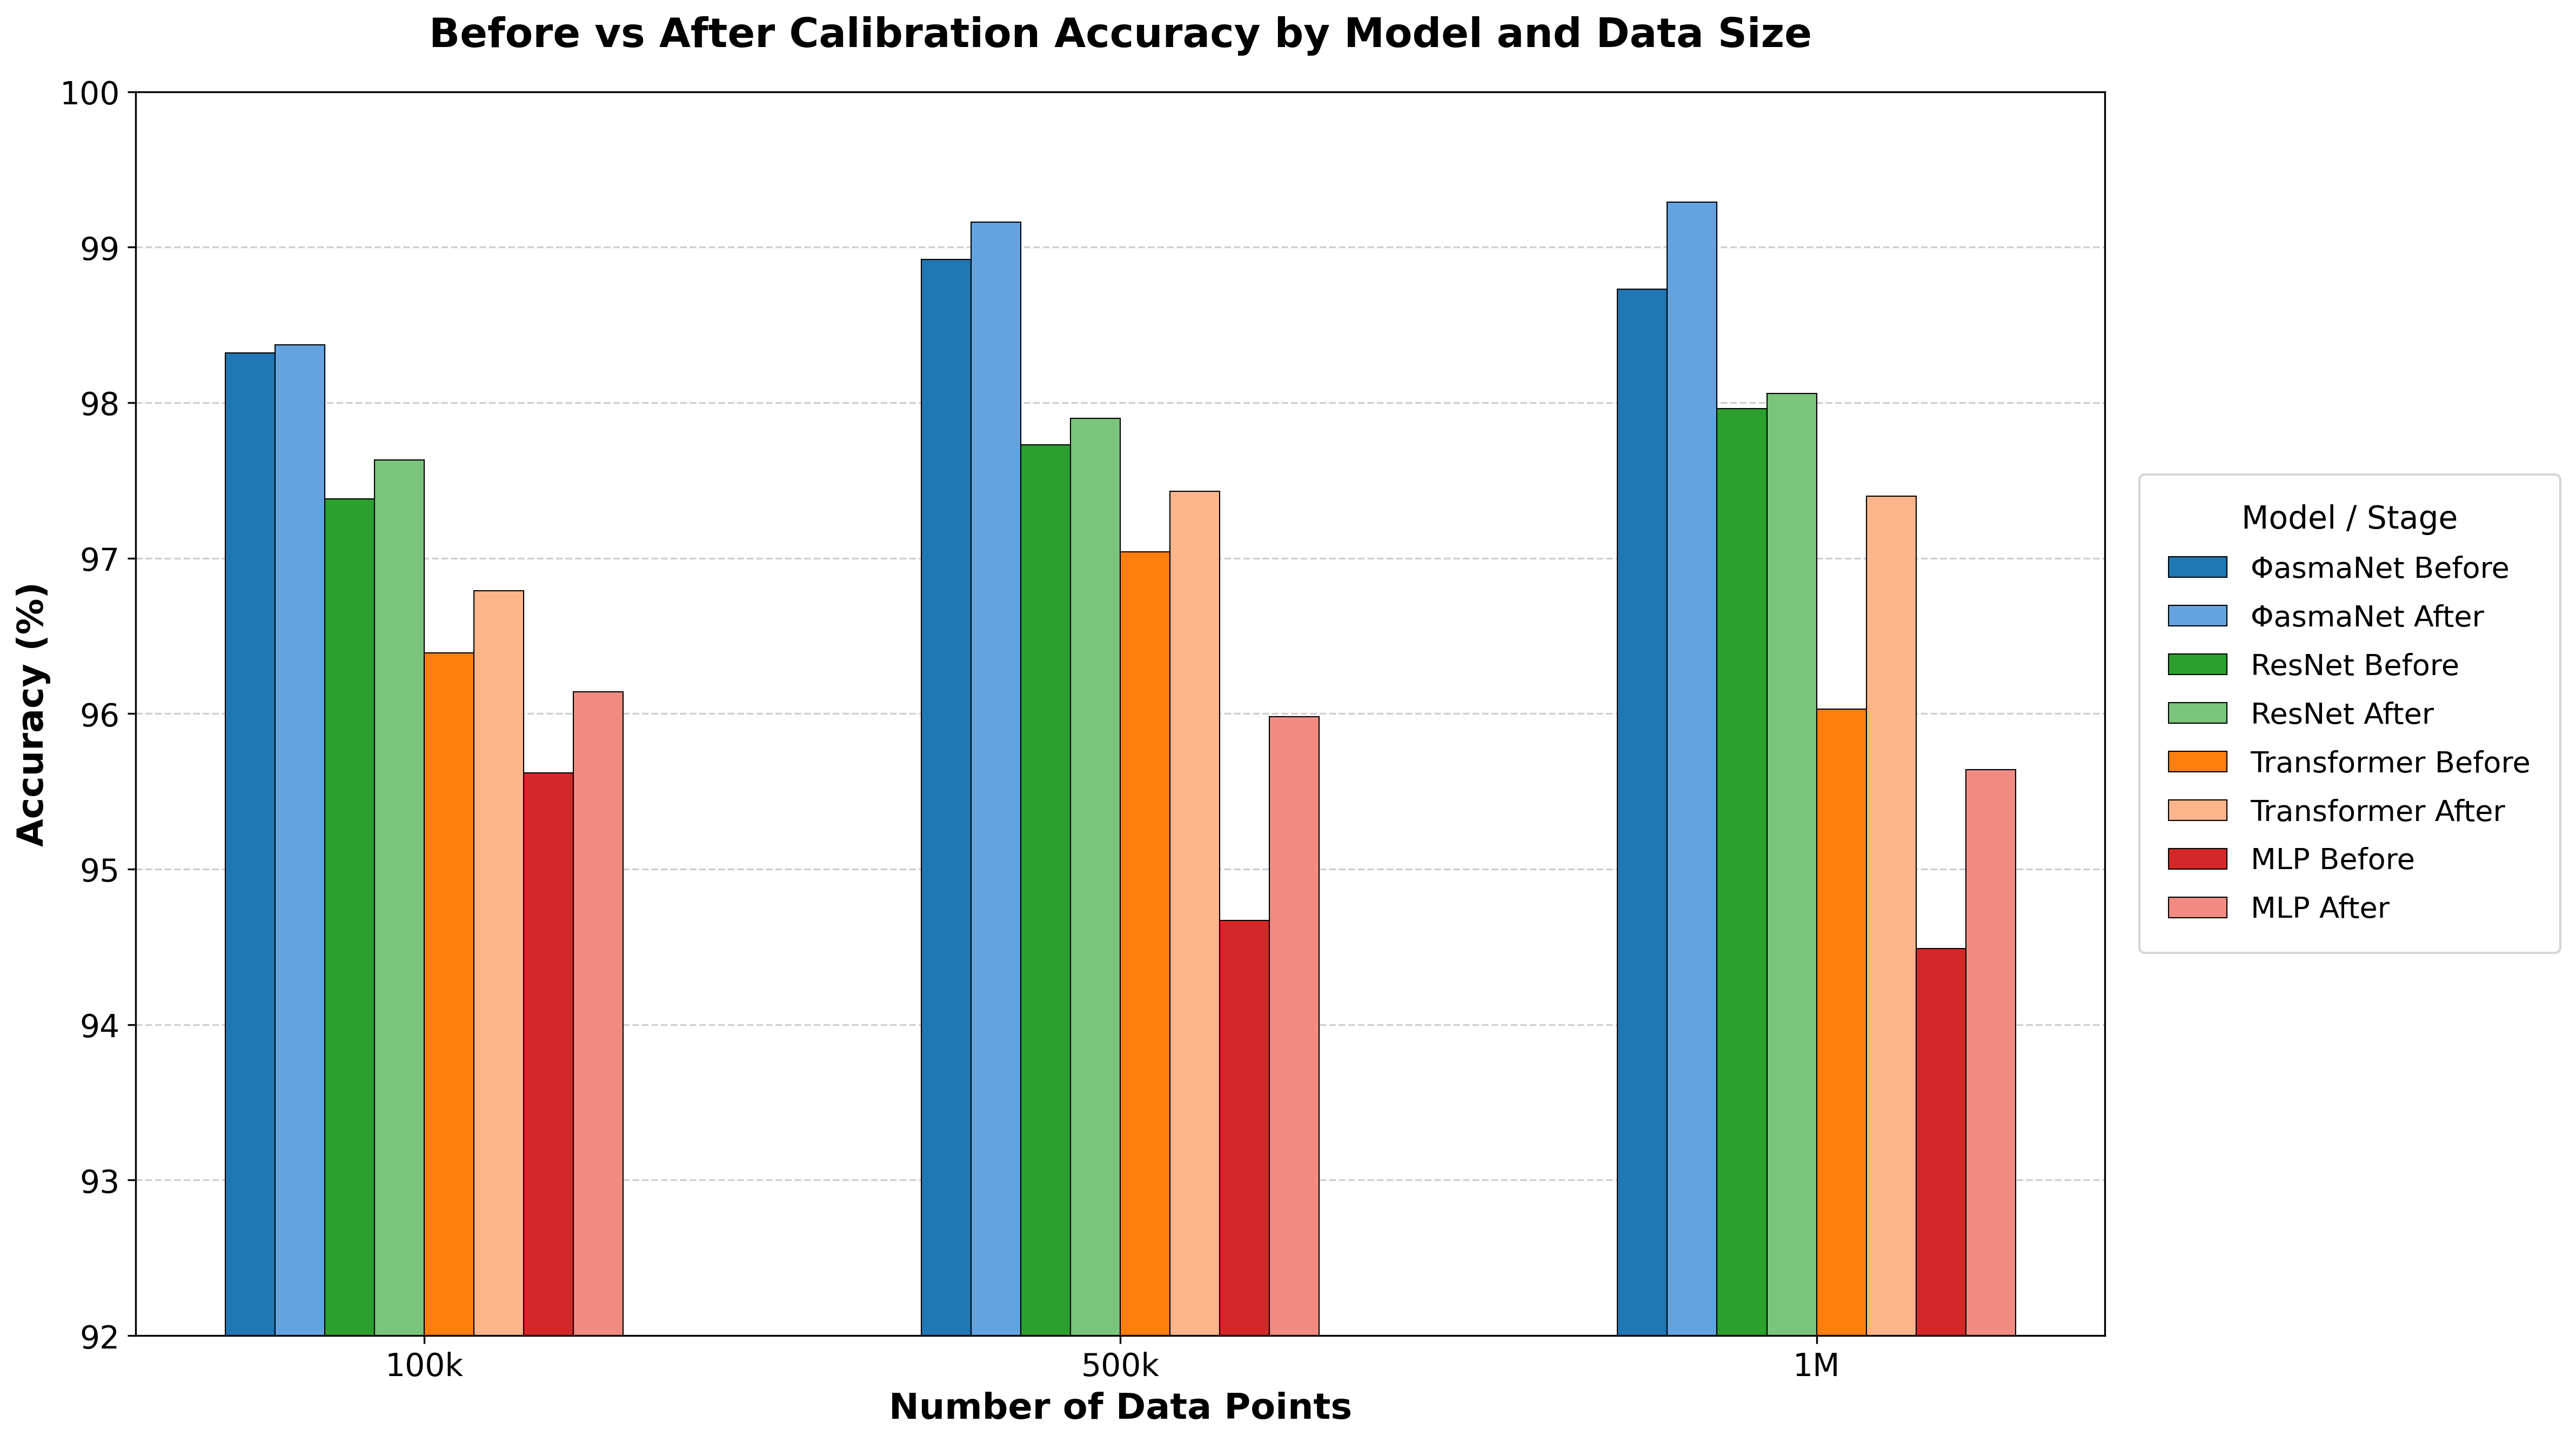 Before vs After Calibration Accuracy by Model and Data Size
100
99
98
97
96
95
94
93
92
Accuracy (%)
100k
500k
1M
Number of Data Points
Model / Stage
ΦasmaNet Before
ΦasmaNet After
ResNet Before
ResNet After
Transformer Before
Transformer After
MLP Before
MLP After